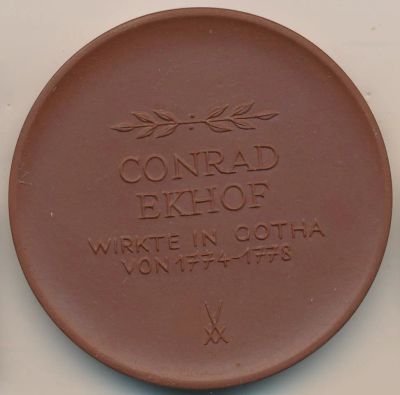 CONRAD
EKHOF
WIRKTE IN GOTHA
VON 1774-1778